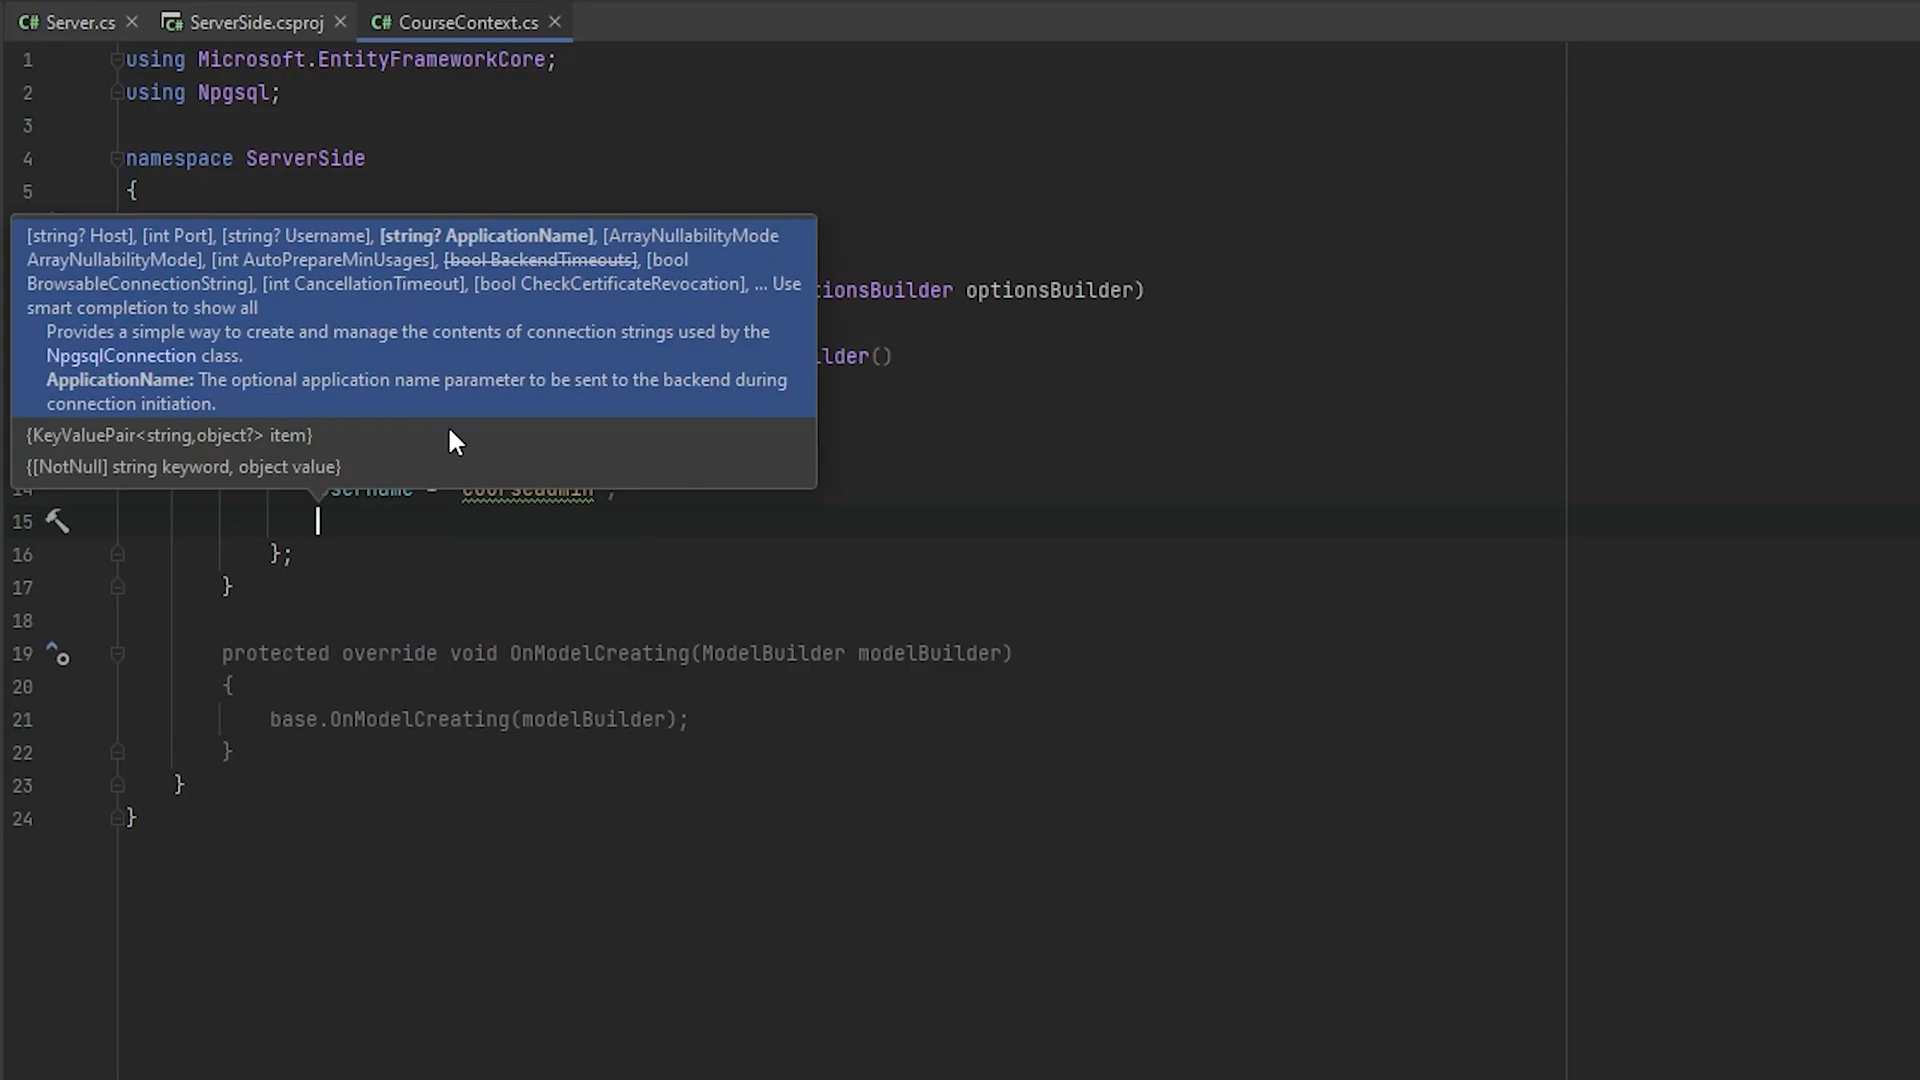 C# Server.cs ServerSide.csproj C# CourseContext.cs
1 using Microsoft.EntityFrameworkCore;
2 using Npgsql;
3
4 namespace ServerSide
5 {
[string? Host], [int Port], [string? Username], [string? ApplicationName], [ArrayNullabilityMode
ArrayNullabilityMode], [int AutoPrepareMinUsages], [bool BackendTimeouts], [bool
BrowsableConnectionString], [int CancellationTimeout], [bool CheckCertificateRevocation], ... Use
smart completion to show all
Provides a simple way to create and manage the contents of connection strings used by the
NpgsqlConnection class.
ApplicationName: The optional application name parameter to be sent to the backend during
connection initiation.
{KeyValuePair<string,object?> item}
{[NotNull] string keyword, object value}
ionsBuilder optionsBuilder)
lder()
14 sername = courseadmin ,
15
16 };
17 }
18
19 protected override void OnModelCreating(ModelBuilder modelBuilder)
20 {
21 base.OnModelCreating(modelBuilder);
22 }
23 }
24 }